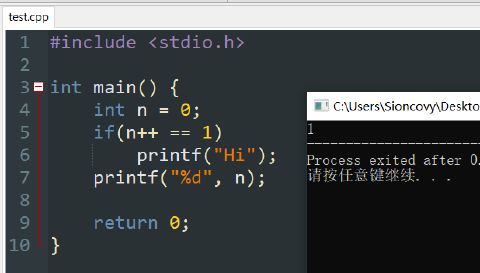 test.cpp
1 #include <stdio.h>
2
3 int main() {
4 int n = 0;
5 if(n++ == 1)
6 printf("Hi");
7 printf("%d", n);
8
9 return 0;
10 }
C:\Users\Sioncovy\Deskto
1
--------------------------------
Process exited after 0.
请按任意键继续. . .